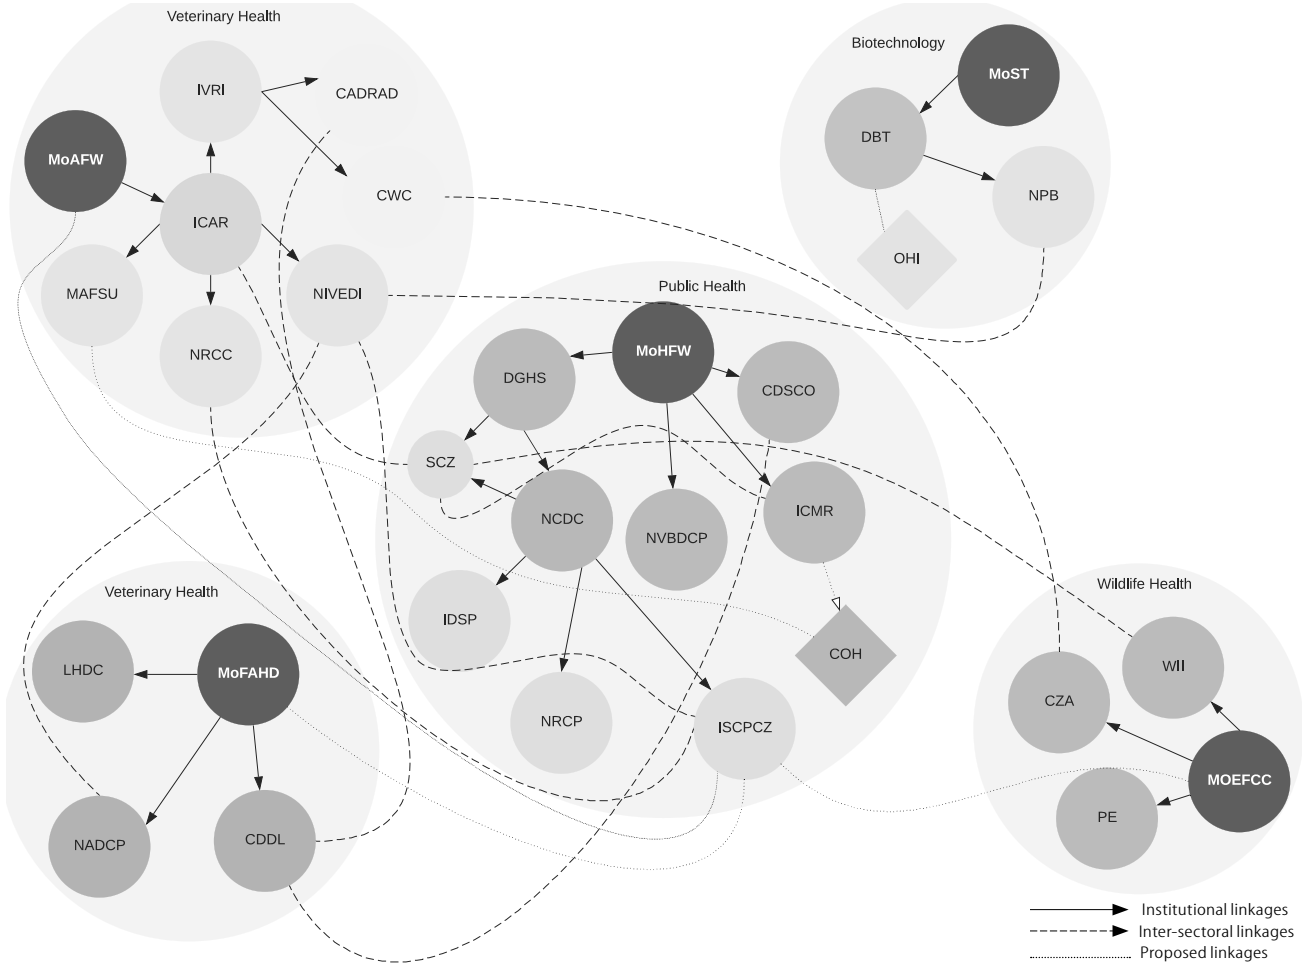 Veterinary Health
IVRI
CADRAD
MoAFW
CWC
ICAR
MAFSU
NIVEDI
NRCC
Biotechnology
MoST
DBT
NPB
OHI
Public Health
MoHFW
DGHS
CDSCO
SCZ
ICMR
NCDC
NVBDCP
IDSP
COH
NRCP
ISCPCZ
Veterinary Health
LHDC
MoFAHD
NADCP
CDDL
Wildlife Health
WII
CZA
MOEFCC
PE
Institutional linkages
Inter-sectoral linkages
Proposed linkages